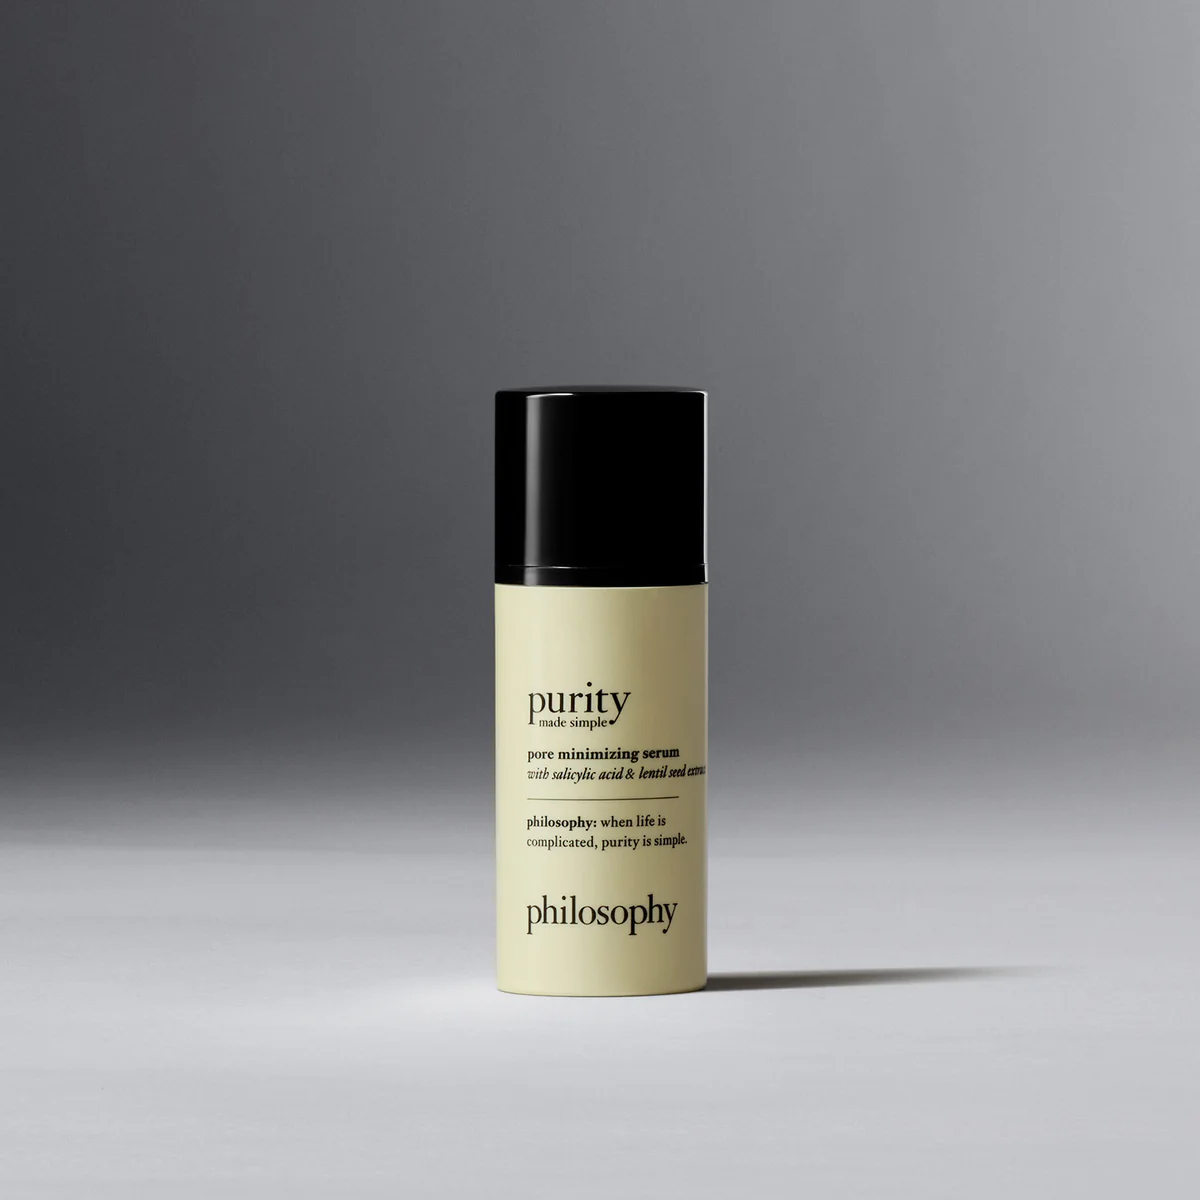 purity
made simple
pore minimizing serum
with salicylic acid & lentil seed
philosophy: when life is
complicated, purity is simple.
philosophy